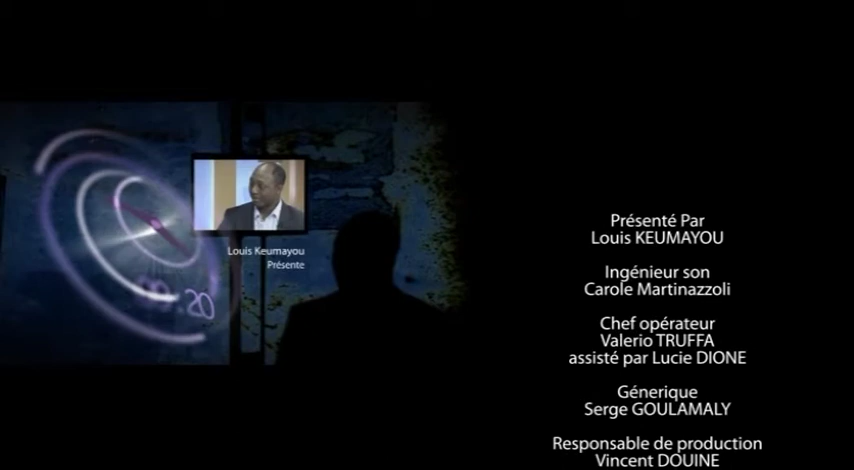 Louis Keumayou
Présente
09:20
Présenté Par
Louis KEUMAYOU
Ingénieur son
Carole Martinazzoli
Chef opérateur
Valerio TRUFFA
assisté par Lucie DIONE
Génerique
Serge GOULAMALY
Responsable de production
Vincent DOUINE